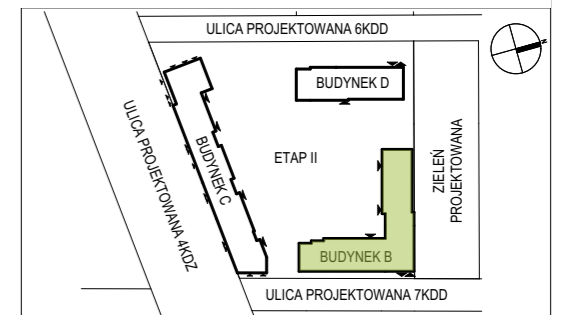 ULICA PROJEKTOWANA 6KDD
N
BUDYNEK D
ULICA PROJEKTOWANA 4KDZ
BUDYNEK C
ETAP II
ZIELEŃ
PROJEKTOWANA
BUDYNEK B
ULICA PROJEKTOWANA 7KDD